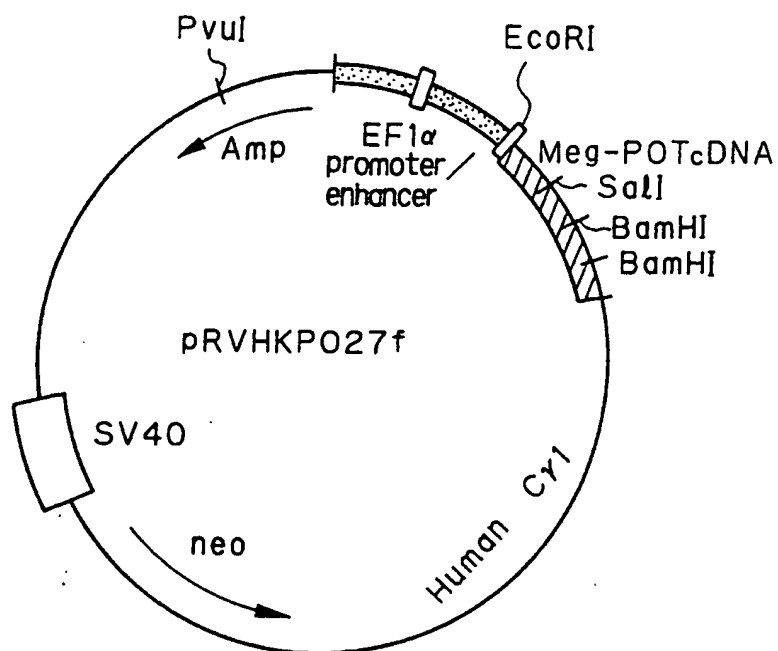 PvuI
EcoRI
Amp
EF1α
promoter
enhancer
Meg-POTcDNA
SalI
BamHI
BamHI
pRVHKPO27f
SV40
neo
Human Cγ1